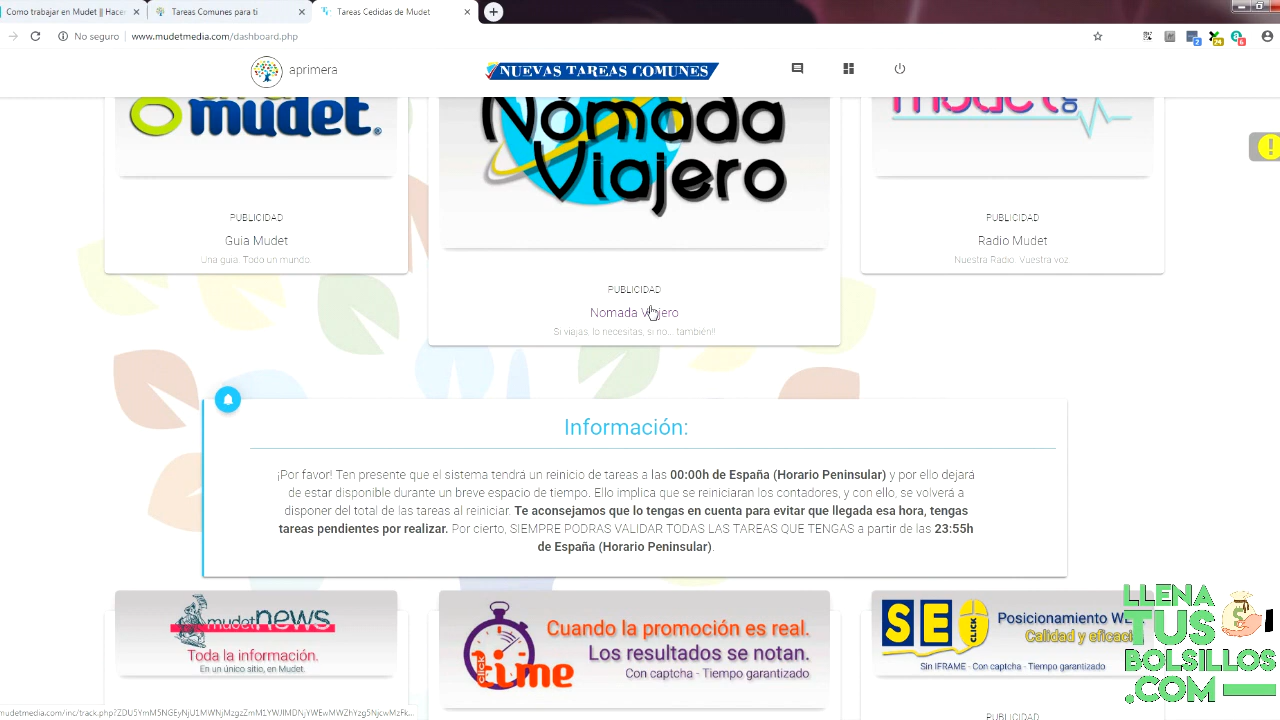 Como trabajar en Mudet || Hacer
Tareas Comunes para ti
Tareas Cedidas de Mudet
No seguro
www.mudetmedia.com/dashboard.php
aprimera
NUEVAS TAREAS COMUNES
mudet.
Nomada
Viajero
PUBLICIDAD
Guía Mudet
Una guía. Todo un mundo.
PUBLICIDAD
Nomada Viajero
Si viajas, lo necesitas, si no... también!!
PUBLICIDAD
Radio Mudet
Nuestra Radio. Vuestra voz.
Información:
¡Por favor! Ten presente que el sistema tendrá un reinicio de tareas a las 00:00h de España (Horario Peninsular) y por ello dejará
de estar disponible durante un breve espacio de tiempo. Ello implica que se reiniciaran los contadores, y con ello, se volverá a
disponer del total de las tareas al reiniciar. Te aconsejamos que lo tengas en cuenta para evitar que llegada esa hora, tengas
tareas pendientes por realizar. Por cierto, SIEMPRE PODRAS VALIDAR TODAS LAS TAREAS QUE TENGAS a partir de las 23:55h
de España (Horario Peninsular).
mudetnews
Toda la información.
En un único sitio, en Mudet.
click time
Cuando la promoción es real.
Los resultados se notan.
Con captcha - Tiempo garantizado
SEO CLICK
Posicionamiento WE
Calidad y eficacia
Sin IFRAME - Con captcha - Tiempo garantizado
PUBLICIDAD
LLENA
TUS
BOLSILLOS
.COM